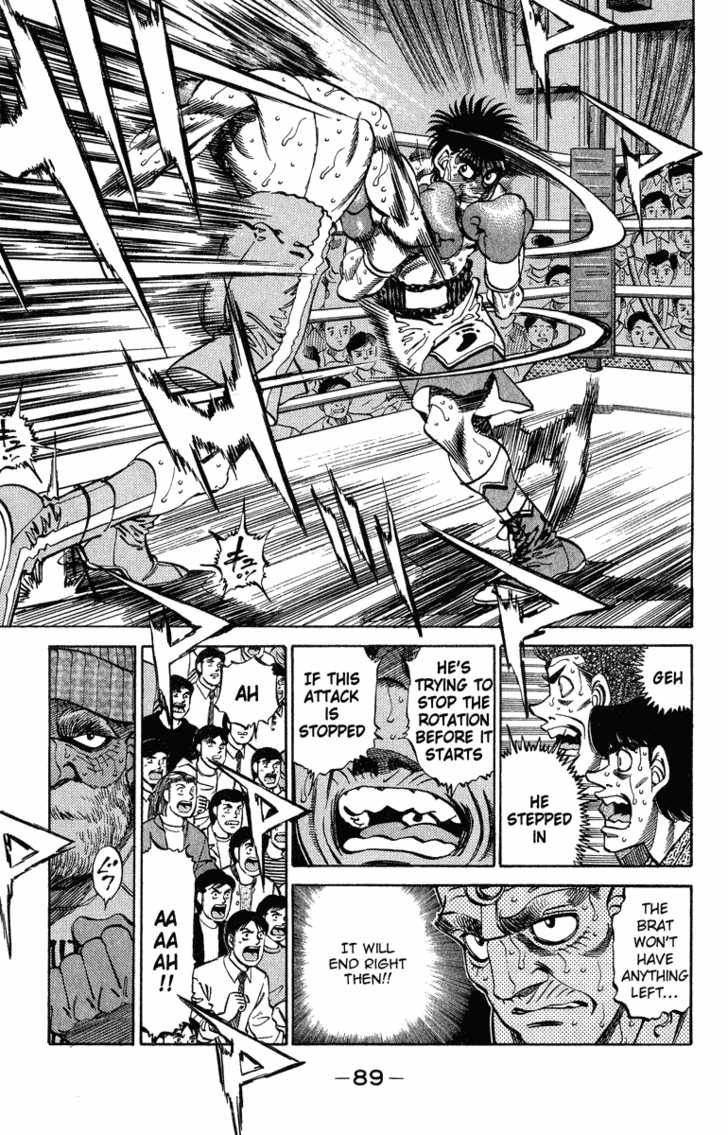 GEH
HE
STEPPED
IN
HE'S
TRYING TO
STOP THE
ROTATION
BEFORE IT
STARTS
IF THIS
ATTACK
IS
STOPPED
AH
AA
AA
AH
!!
THE
BRAT
WON'T
HAVE
ANYTHING
LEFT...
IT WILL
END RIGHT
THEN!!
—89—